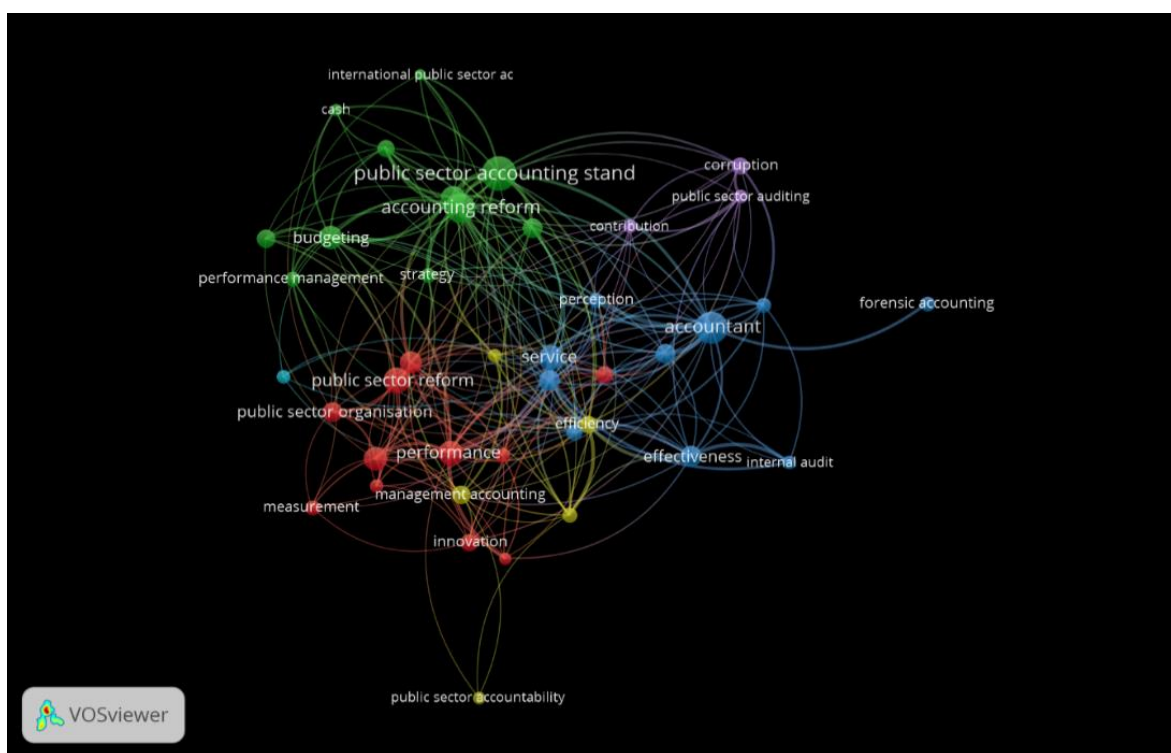 international public sector ac
cash
public sector accounting stand
corruption
public sector auditing
accounting reform
contribution
budgeting
performance management
strategy
perception
forensic accounting
accountant
service
public sector reform
public sector organisation
efficiency
performance
effectiveness
internal audit
management accounting
measurement
innovation
public sector accountability
VOSviewer